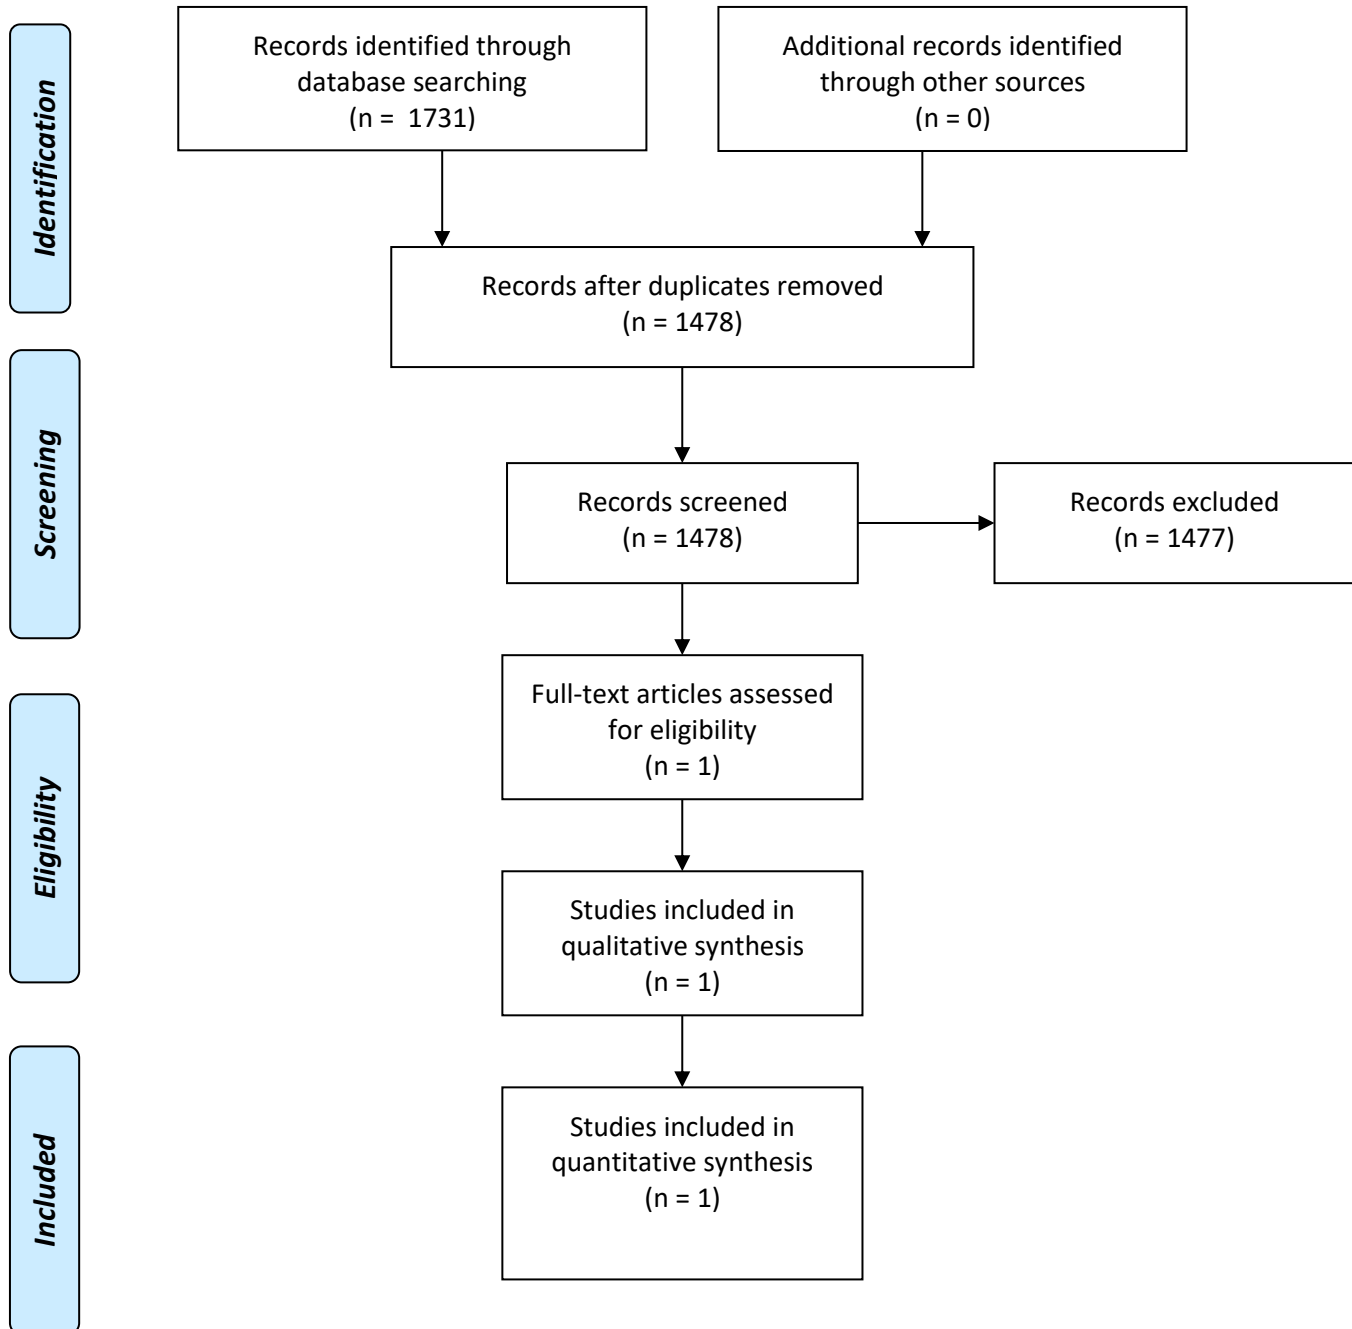 Identification
Records identified through
database searching
(n =  1731)
Additional records identified
through other sources
(n = 0)
Records after duplicates removed
(n = 1478)
Screening
Records screened
(n = 1478)
Records excluded
(n = 1477)
Eligibility
Full-text articles assessed
for eligibility
(n = 1)
Studies included in
qualitative synthesis
(n = 1)
Included
Studies included in
quantitative synthesis
(n = 1)